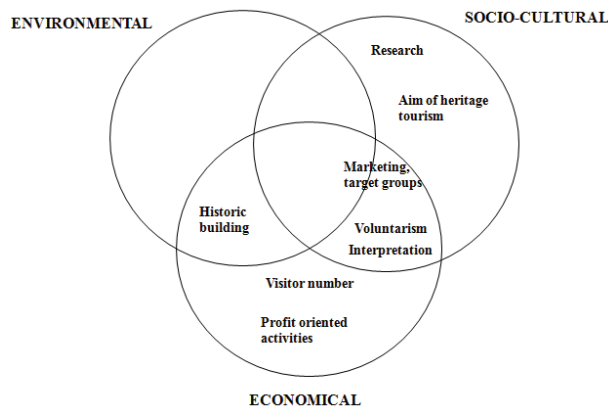 ENVIRONMENTAL
SOCIO-CULTURAL
Research
Aim of heritage
tourism
Marketing,
target groups
Historic
building
Voluntarism
Interpretation
Visitor number
Profit oriented
activities
ECONOMICAL